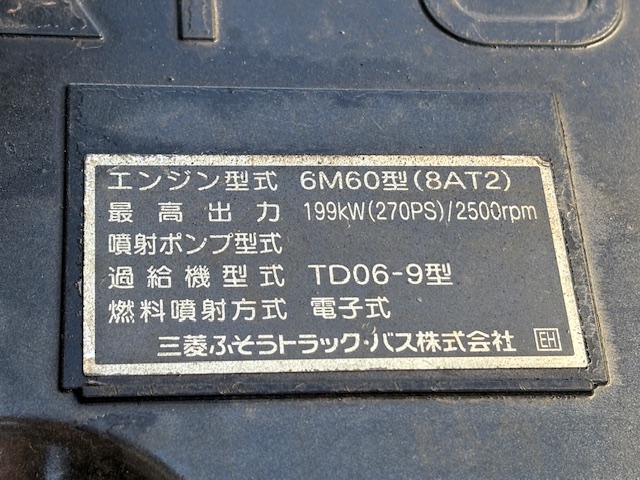 エンジン型式 6M60型(8AT2)
最高出力 199kW(270PS)/2500rpm
噴射ポンプ型式
過給機型式 TD06-9型
燃料噴射方式 電子式
三菱ふそうトラック・バス株式会社 EH